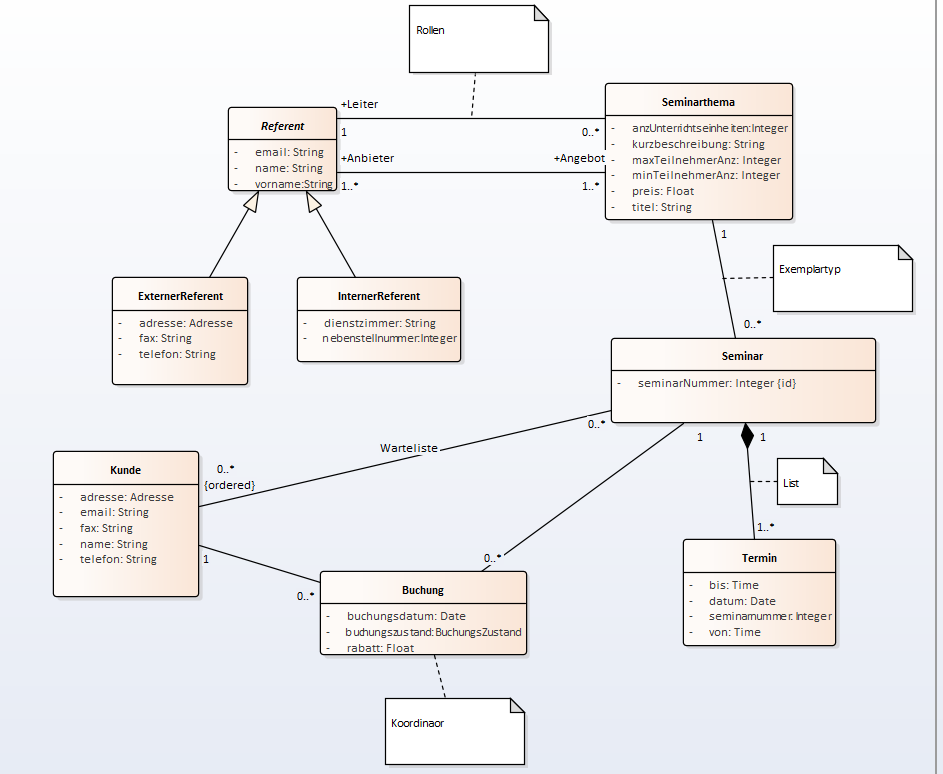 Rollen
+Leiter
1
0..*
+Anbieter
+Angebot
1..*
1..*
Referent
- email: String
- name: String
- vorname:String
Seminarthema
- anzUnterrichtseinheiten:Integer
- kurzbeschreibung: String
- maxTeilnehmerAnz: Integer
- minTeilnehmerAnz: Integer
- preis: Float
- titel: String
1
Exemplartyp
0..*
ExternerReferent
- adresse: Adresse
- fax: String
- telefon: String
InternerReferent
- dienstzimmer: String
- nebenstellnummer:Integer
Seminar
- seminarNummer: Integer {id}
0..*
1
1
Warteliste
0..*
{ordered}
Kunde
- adresse: Adresse
- email: String
- fax: String
- name: String
- telefon: String
1
List
1..*
0..*
0..*
Buchung
- buchungsdatum: Date
- buchungszustand:BuchungsZustand
- rabatt: Float
Termin
- bis: Time
- datum: Date
- seminarnummer: Integer
- von: Time
Koordinaor